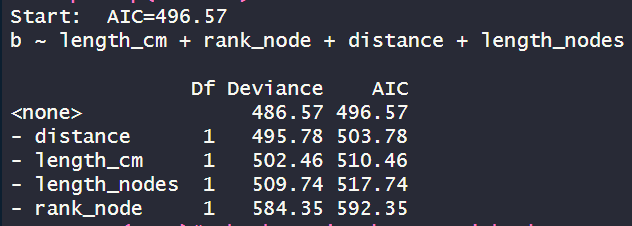 Start:  AIC=496.57
b ~ length_cm + rank_node + distance + length_nodes

               Df Deviance    AIC
<none>              486.57 496.57
- distance      1   495.78 503.78
- length_cm     1   502.46 510.46
- length_nodes  1   509.74 517.74
- rank_node     1   584.35 592.35